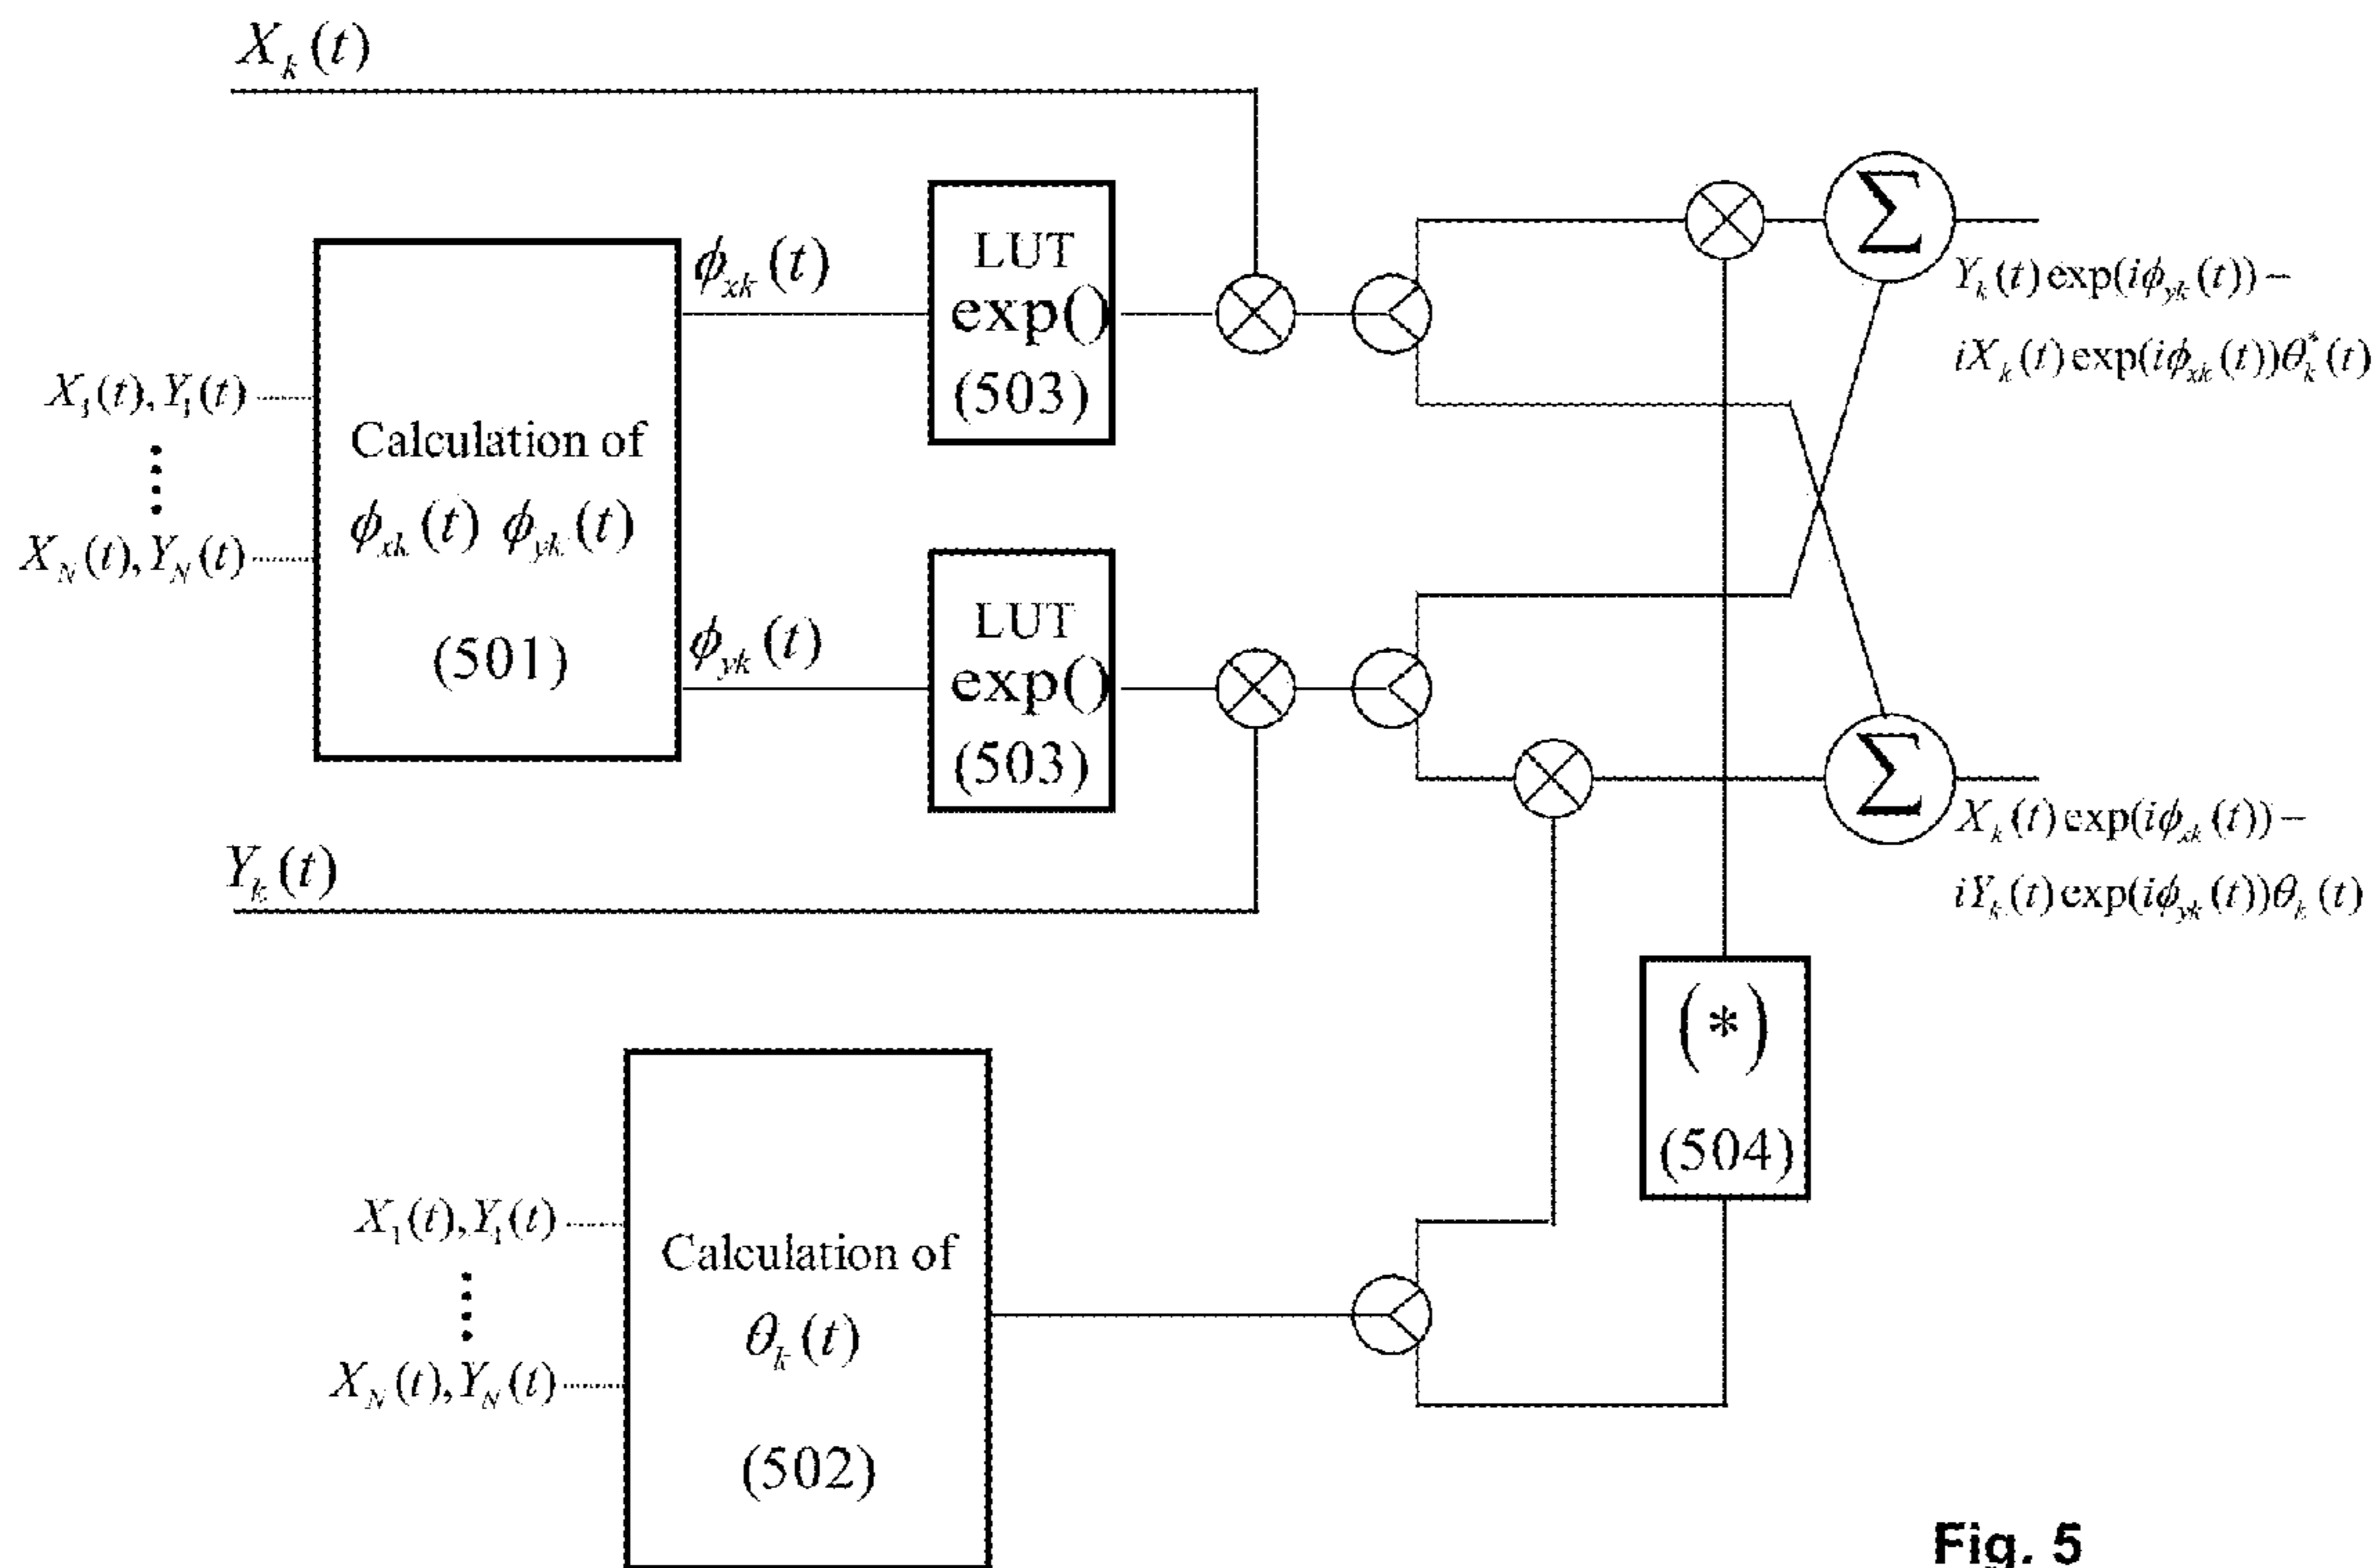 X_k(t)
ϕ_xk(t)
LUT
exp()
(503)
Σ
Y_k(t)exp(iϕ_yk(t))−
iX_k(t)exp(iϕ_xk(t))θ*_k(t)
X_1(t),Y_1(t)
X_N(t),Y_N(t)
Calculation of
ϕ_xk(t) ϕ_yk(t)
(501)
ϕ_yk(t)
LUT
exp()
(503)
Σ
X_k(t)exp(iϕ_xk(t))−
iY_k(t)exp(iϕ_yk(t))θ_k(t)
Y_k(t)
(*)
(504)
X_1(t),Y_1(t)
X_N(t),Y_N(t)
Calculation of
θ_k(t)
(502)
Fig. 5